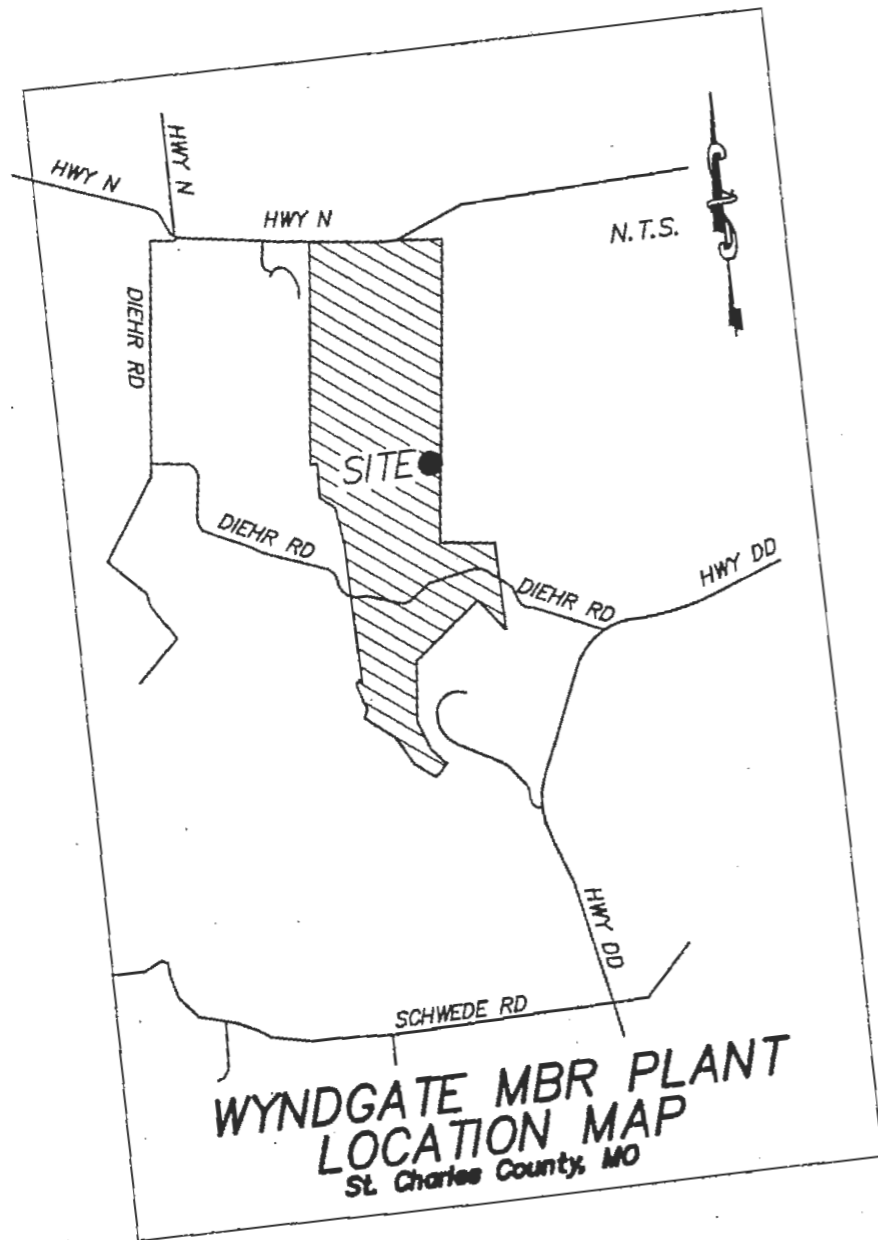 HWY N
HWY N
HWY N
N.T.S.
DIEHR RD
SITE
DIEHR RD
DIEHR RD
HWY DD
HWY DD
SCHWEDE RD
WYNDGATE MBR PLANT
LOCATION MAP
St. Charles County, MO